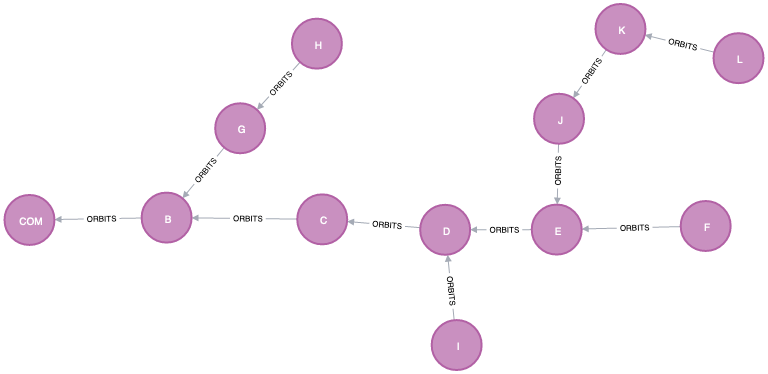 K
ORBITS
L
H
ORBITS
ORBITS
J
G
ORBITS
ORBITS
COM
ORBITS
B
ORBITS
C
ORBITS
D
ORBITS
E
ORBITS
F
ORBITS
I